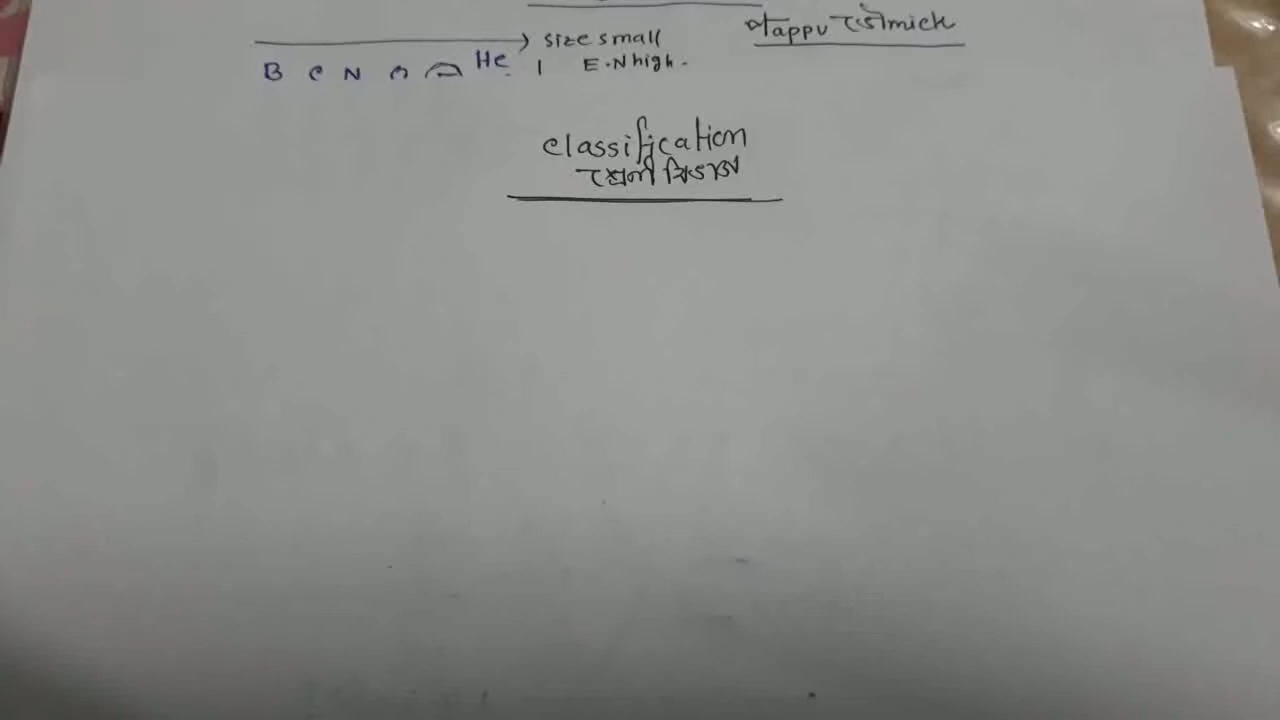 size small
B C N O He
E.N high.
classification
শ্রেণী বিভাগ